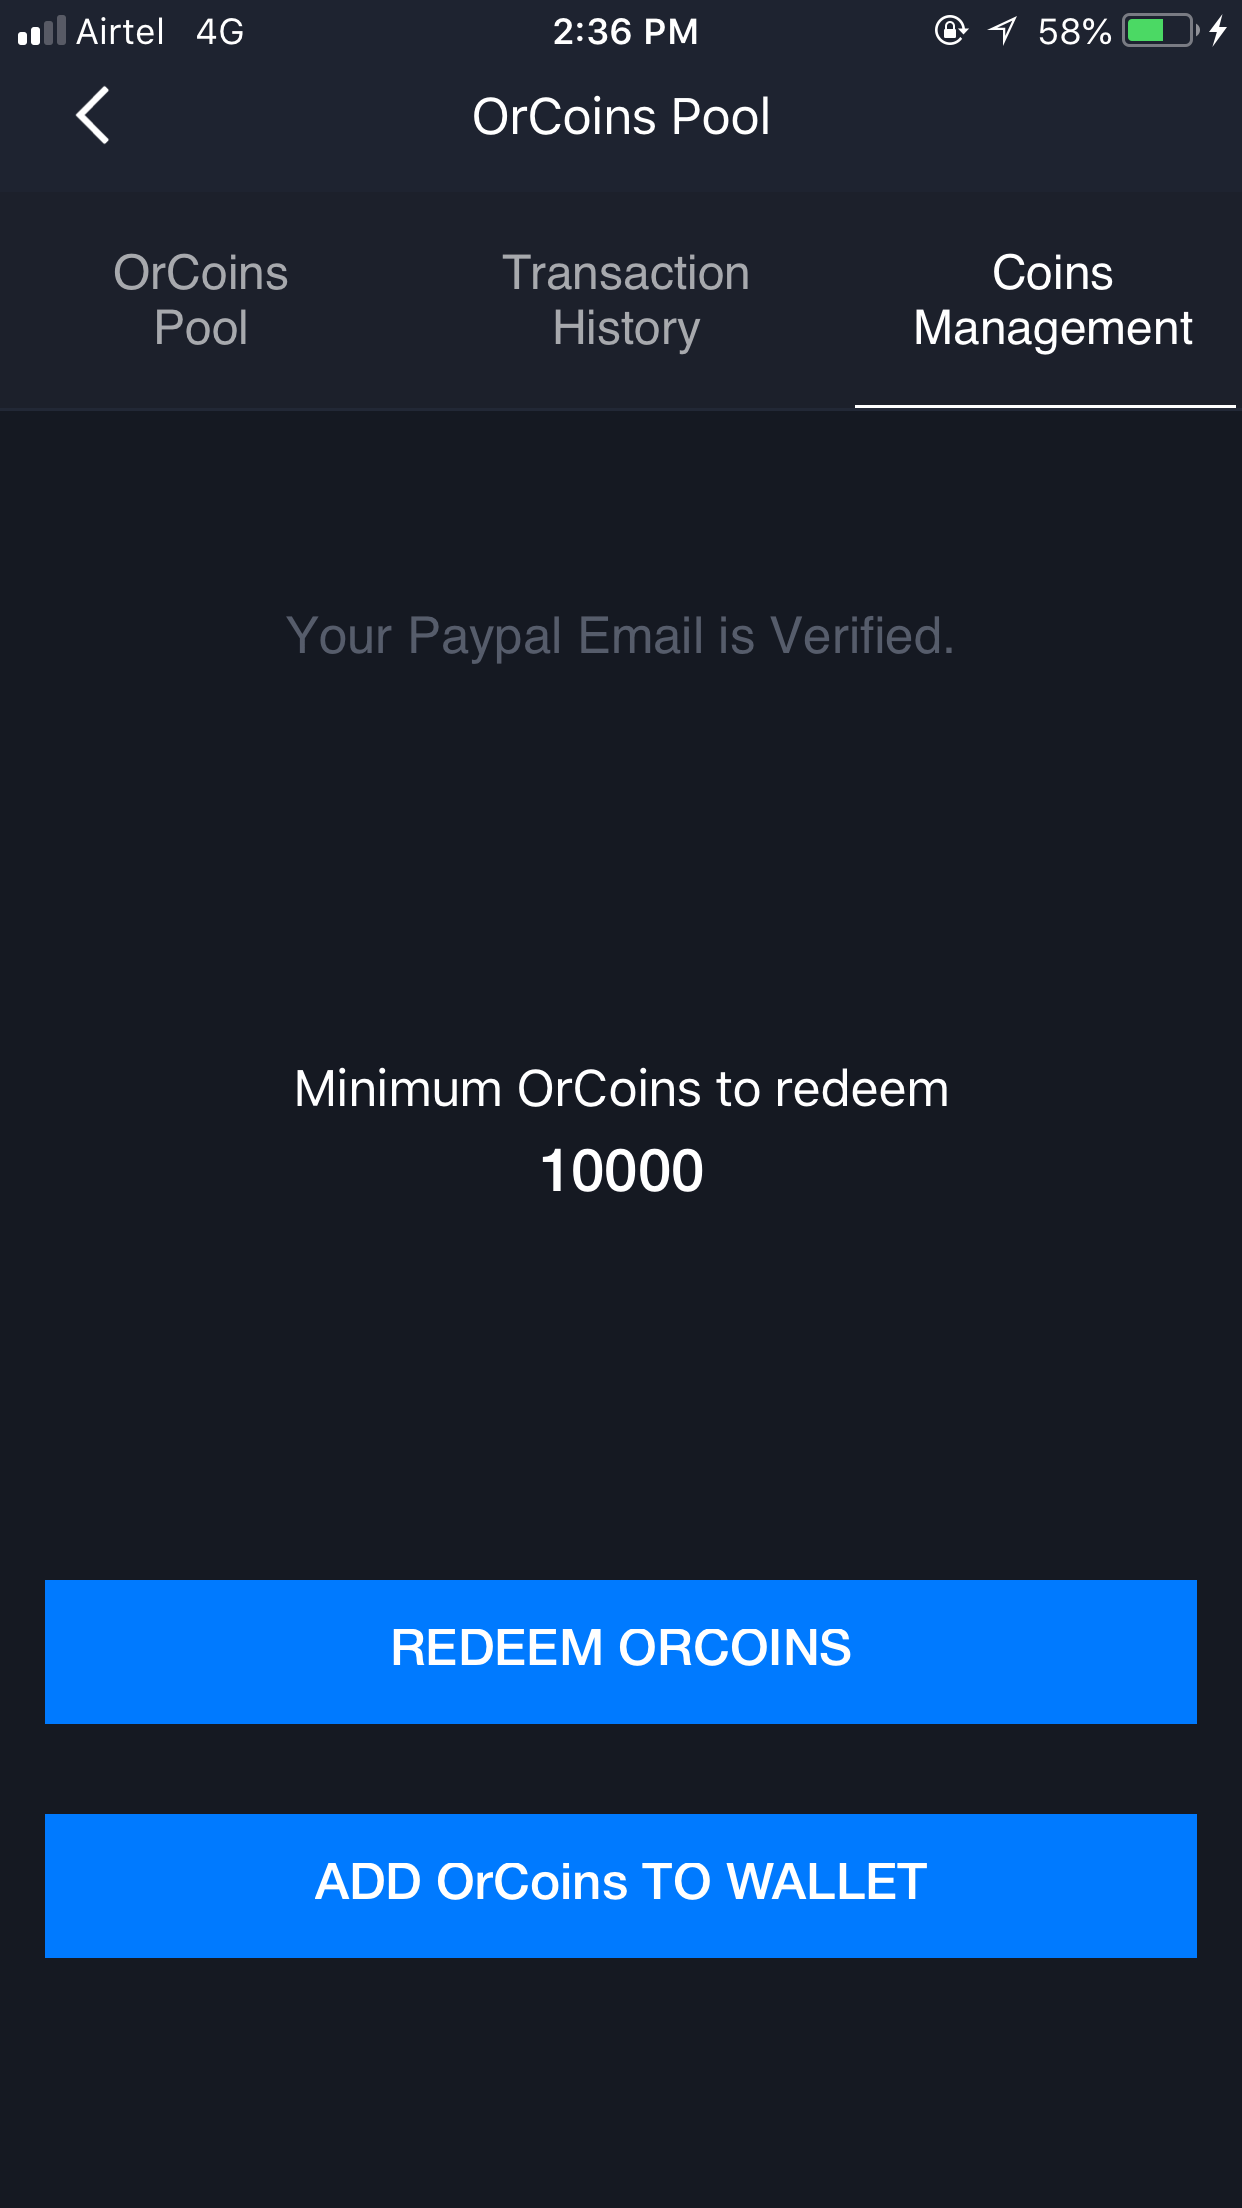 Airtel 4G 2:36 PM 58%
OrCoins Pool
OrCoins
Pool
Transaction
History
Coins
Management
Your Paypal Email is Verified.
Minimum OrCoins to redeem
10000
REDEEM ORCOINS
ADD OrCoins TO WALLET